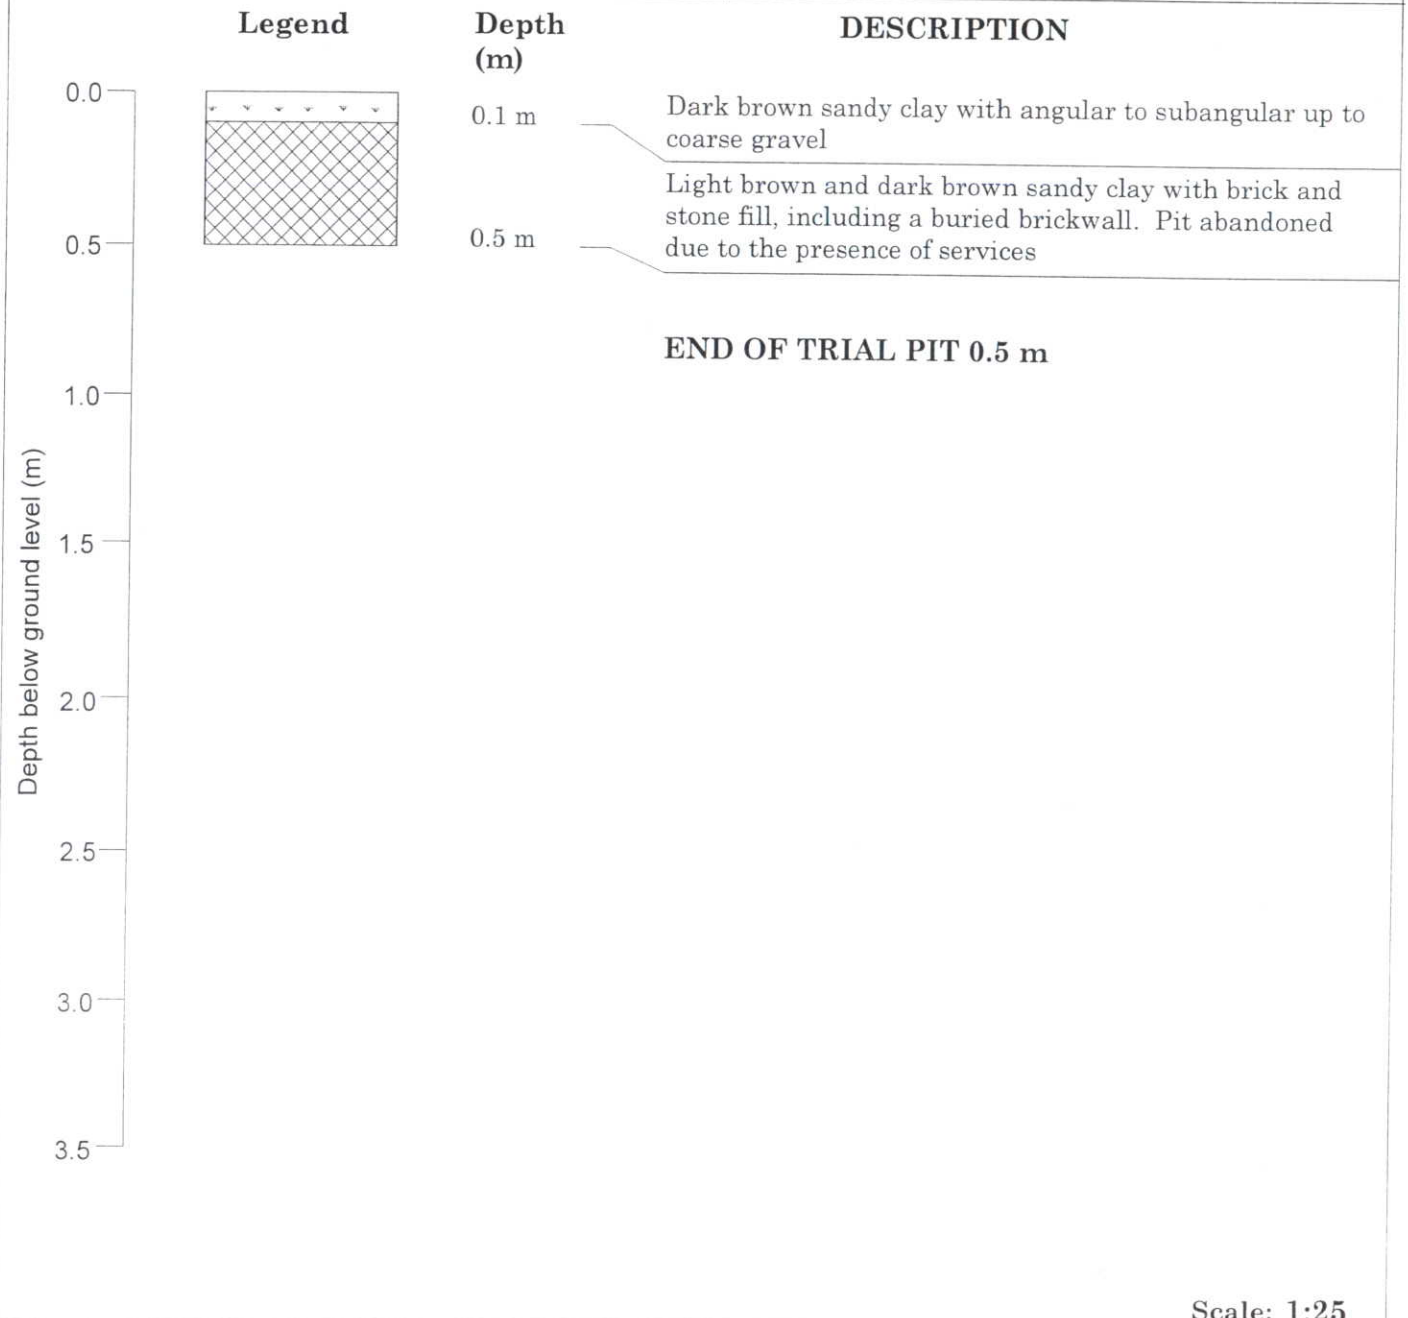 Legend
Depth
(m)
DESCRIPTION
0.0
0.1 m
Dark brown sandy clay with angular to subangular up to
coarse gravel
Light brown and dark brown sandy clay with brick and
stone fill, including a buried brickwall. Pit abandoned
due to the presence of services
0.5
0.5 m
END OF TRIAL PIT 0.5 m
1.0
1.5
2.0
2.5
3.0
3.5
Depth below ground level (m)
Scale: 1:25